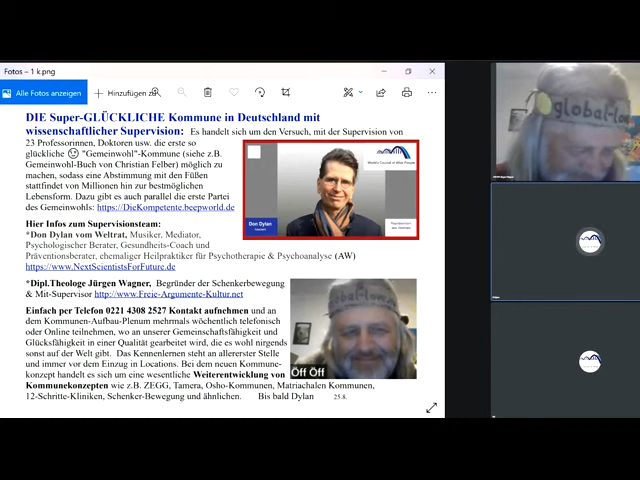 Fotos – 1 k.png
Alle Fotos anzeigen
Hinzufügen zu
DIE Super-GLÜCKLICHE Kommune in Deutschland mit
wissenschaftlicher Supervision: Es handelt sich um den Versuch, mit der Supervision von
23 Professorinnen, Doktoren usw. die erste so
glückliche "Gemeinwohl"-Kommune (siehe z.B.
Gemeinwohl-Buch von Christian Felber) möglich zu
machen, sodass eine Abstimmung mit den Füßen
stattfindet von Millionen hin zur bestmöglichen
Lebensform. Dazu gibt es auch parallel die erste Partei
des Gemeinwohls: https://DieKompetente.beepworld.de
World's Council of Wise People
Don Dylan
Hier Infos zum Supervisionsteam:
*Don Dylan vom Weltrat, Musiker, Mediator,
Psychologischer Berater, Gesundheits-Coach und
Präventionsberater, ehemaliger Heilpraktiker für Psychotherapie & Psychoanalyse (AW)
https://www.NextScientistsForFuture.de
*Dipl.Theologe Jürgen Wagner, Begründer der Schenkerbewegung
& Mit-Supervisor http://www.Freie-Argumente-Kultur.net
Einfach per Telefon 0221 4308 2527 Kontakt aufnehmen und an
dem Kommunen-Aufbau-Plenum mehrmals wöchentlich telefonisch
oder Online teilnehmen, wo an unserer Gemeinschaftsfähigkeit und
Glücksfähigkeit in einer Qualität gearbeitet wird, die es wohl nirgends
sonst auf der Welt gibt. Das Kennenlernen steht an allererster Stelle
und immer vor dem Einzug in Locations. Bei dem neuen Kommune-
konzept handelt es sich um eine wesentliche Weiterentwicklung von
Kommunekonzepten wie z.B. ZEGG, Tamera, Osho-Kommunen, Matriachalen Kommunen,
12-Schritte-Kliniken, Schenker-Bewegung und ähnlichen. Bis bald Dylan 25.8.
global-love
Öff Öff
global-lov